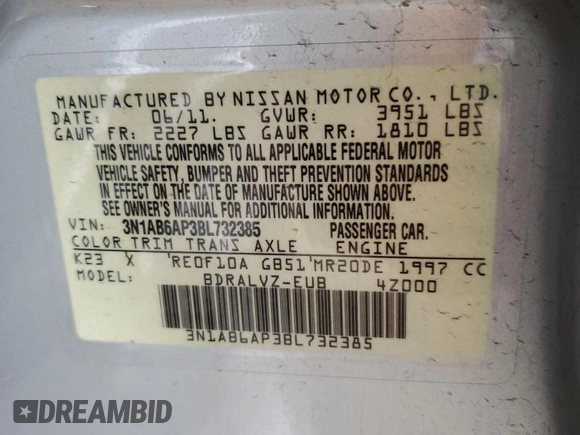 MANUFACTURED BY NISSAN MOTOR CO., LTD.
DATE: 06/11. GVWR: 3951 LBS
GAWR FR: 2227 LBS GAWR RR: 1810 LBS
THIS VEHICLE CONFORMS TO ALL APPLICABLE FEDERAL MOTOR
VEHICLE SAFETY, BUMPER AND THEFT PREVENTION STANDARDS
IN EFFECT ON THE DATE OF MANUFACTURE SHOWN ABOVE.
SEE OWNER'S MANUAL FOR ADDITIONAL INFORMATION.
VIN: 3N1AB6AP3BL732385 PASSENGER CAR.
COLOR TRIM TRANS AXLE ENGINE
K23 X 'RE0F10A GB51'MR20DE 1997 CC
MODEL: BDRALVZ-EUB 4Z000
3N1AB6AP3BL732385
DREAMBID